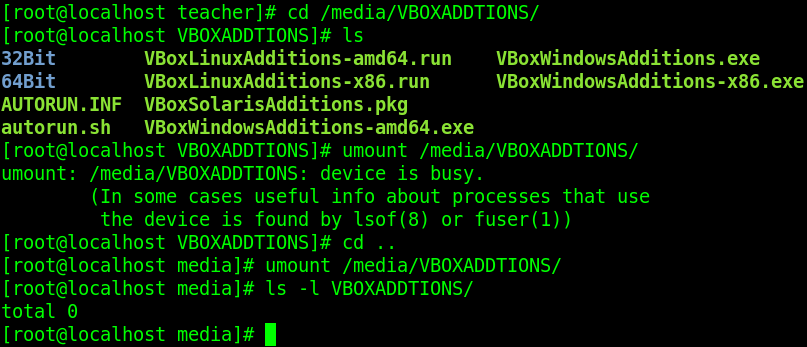 [root@localhost teacher]# cd /media/VBOXADDTIONS/
[root@localhost VBOXADDTIONS]# ls
32Bit        VBoxLinuxAdditions-amd64.run    VBoxWindowsAdditions.exe
64Bit        VBoxLinuxAdditions-x86.run      VBoxWindowsAdditions-x86.exe
AUTORUN.INF  VBoxSolarisAdditions.pkg
autorun.sh   VBoxWindowsAdditions-amd64.exe
[root@localhost VBOXADDTIONS]# umount /media/VBOXADDTIONS/
umount: /media/VBOXADDTIONS: device is busy.
        (In some cases useful info about processes that use
         the device is found by lsof(8) or fuser(1))
[root@localhost VBOXADDTIONS]# cd ..
[root@localhost media]# umount /media/VBOXADDTIONS/
[root@localhost media]# ls -l VBOXADDTIONS/
total 0
[root@localhost media]#